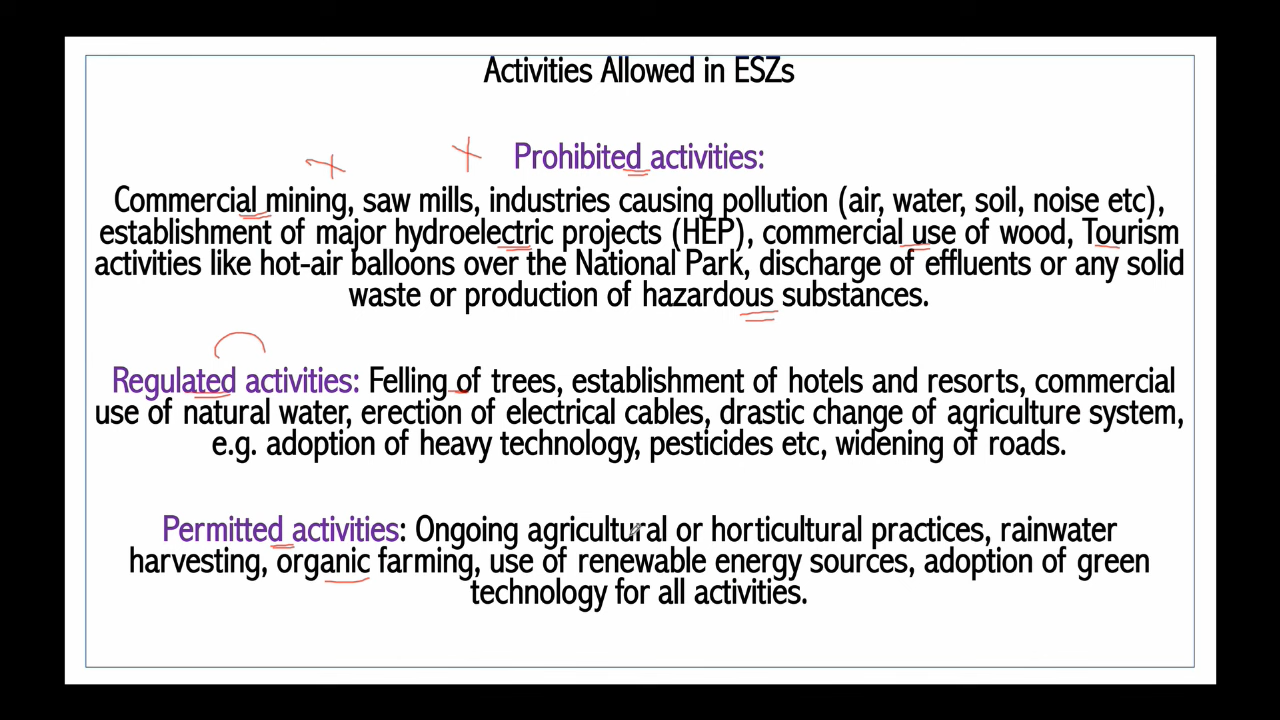 Activities Allowed in ESZs
Prohibited activities:
Commercial mining, saw mills, industries causing pollution (air, water, soil, noise etc),
establishment of major hydroelectric projects (HEP), commercial use of wood, Tourism
activities like hot-air balloons over the National Park, discharge of effluents or any solid
waste or production of hazardous substances.
Regulated activities: Felling of trees, establishment of hotels and resorts, commercial
use of natural water, erection of electrical cables, drastic change of agriculture system,
e.g. adoption of heavy technology, pesticides etc, widening of roads.
Permitted activities: Ongoing agricultural or horticultural practices, rainwater
harvesting, organic farming, use of renewable energy sources, adoption of green
technology for all activities.